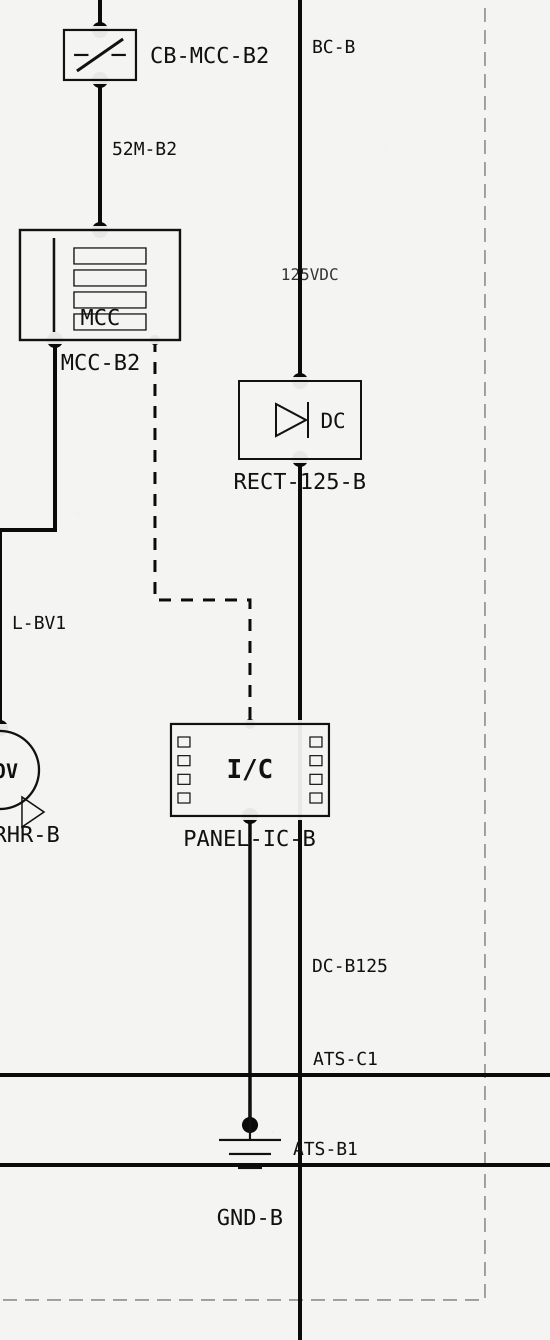 BC-B
CB-MCC-B2
52M-B2
125VDC
MCC
MCC-B2
DC
RECT-125-B
L-BV1
I/C
RHR-B
PANEL-IC-B
DC-B125
ATS-C1
ATS-B1
GND-B